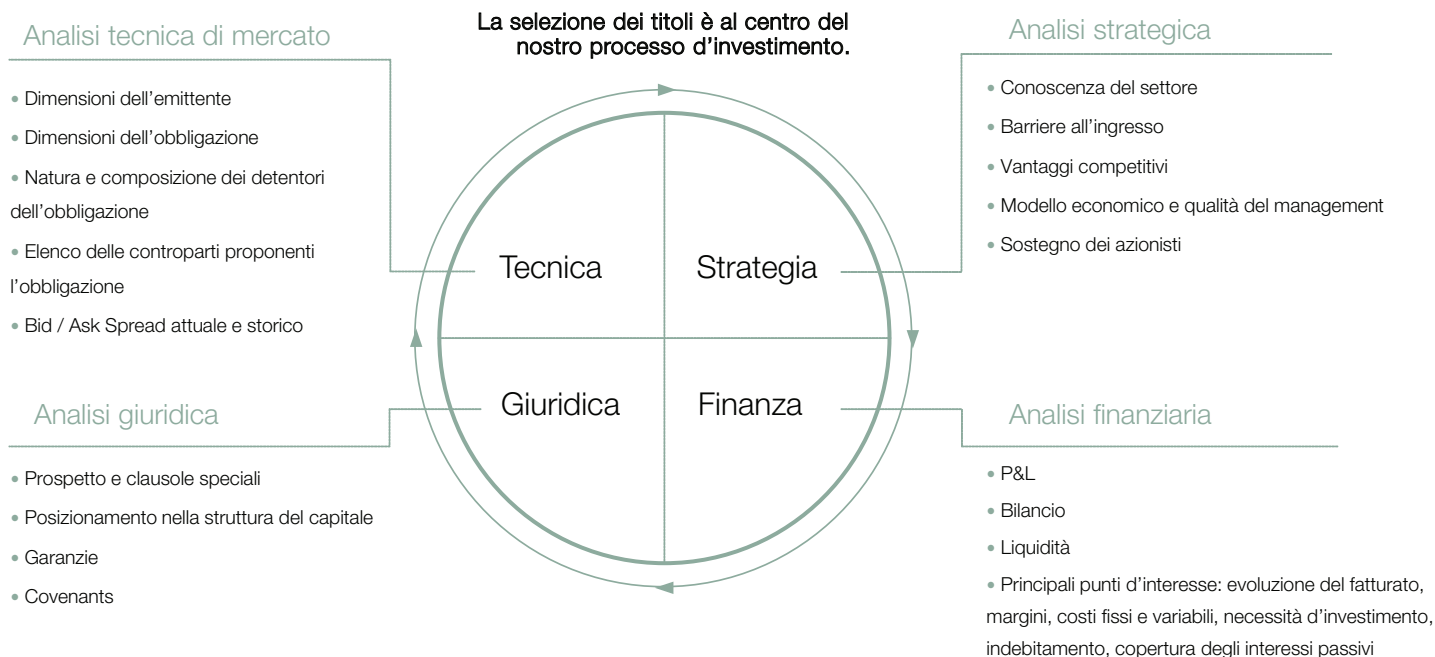 La selezione dei titoli è al centro del
nostro processo d’investimento.
Analisi tecnica di mercato
• Dimensioni dell’emittente
• Dimensioni dell’obbligazione
• Natura e composizione dei detentori
dell’obbligazione
• Elenco delle controparti proponenti
l’obbligazione
• Bid / Ask Spread attuale e storico
Analisi strategica
• Conoscenza del settore
• Barriere all’ingresso
• Vantaggi competitivi
• Modello economico e qualità del management
• Sostegno dei azionisti
Tecnica
Strategia
Giuridica
Finanza
Analisi giuridica
• Prospetto e clausole speciali
• Posizionamento nella struttura del capitale
• Garanzie
• Covenants
Analisi finanziaria
• P&L
• Bilancio
• Liquidità
• Principali punti d’interesse: evoluzione del fatturato,
margini, costi fissi e variabili, necessità d’investimento,
indebitamento, copertura degli interessi passivi